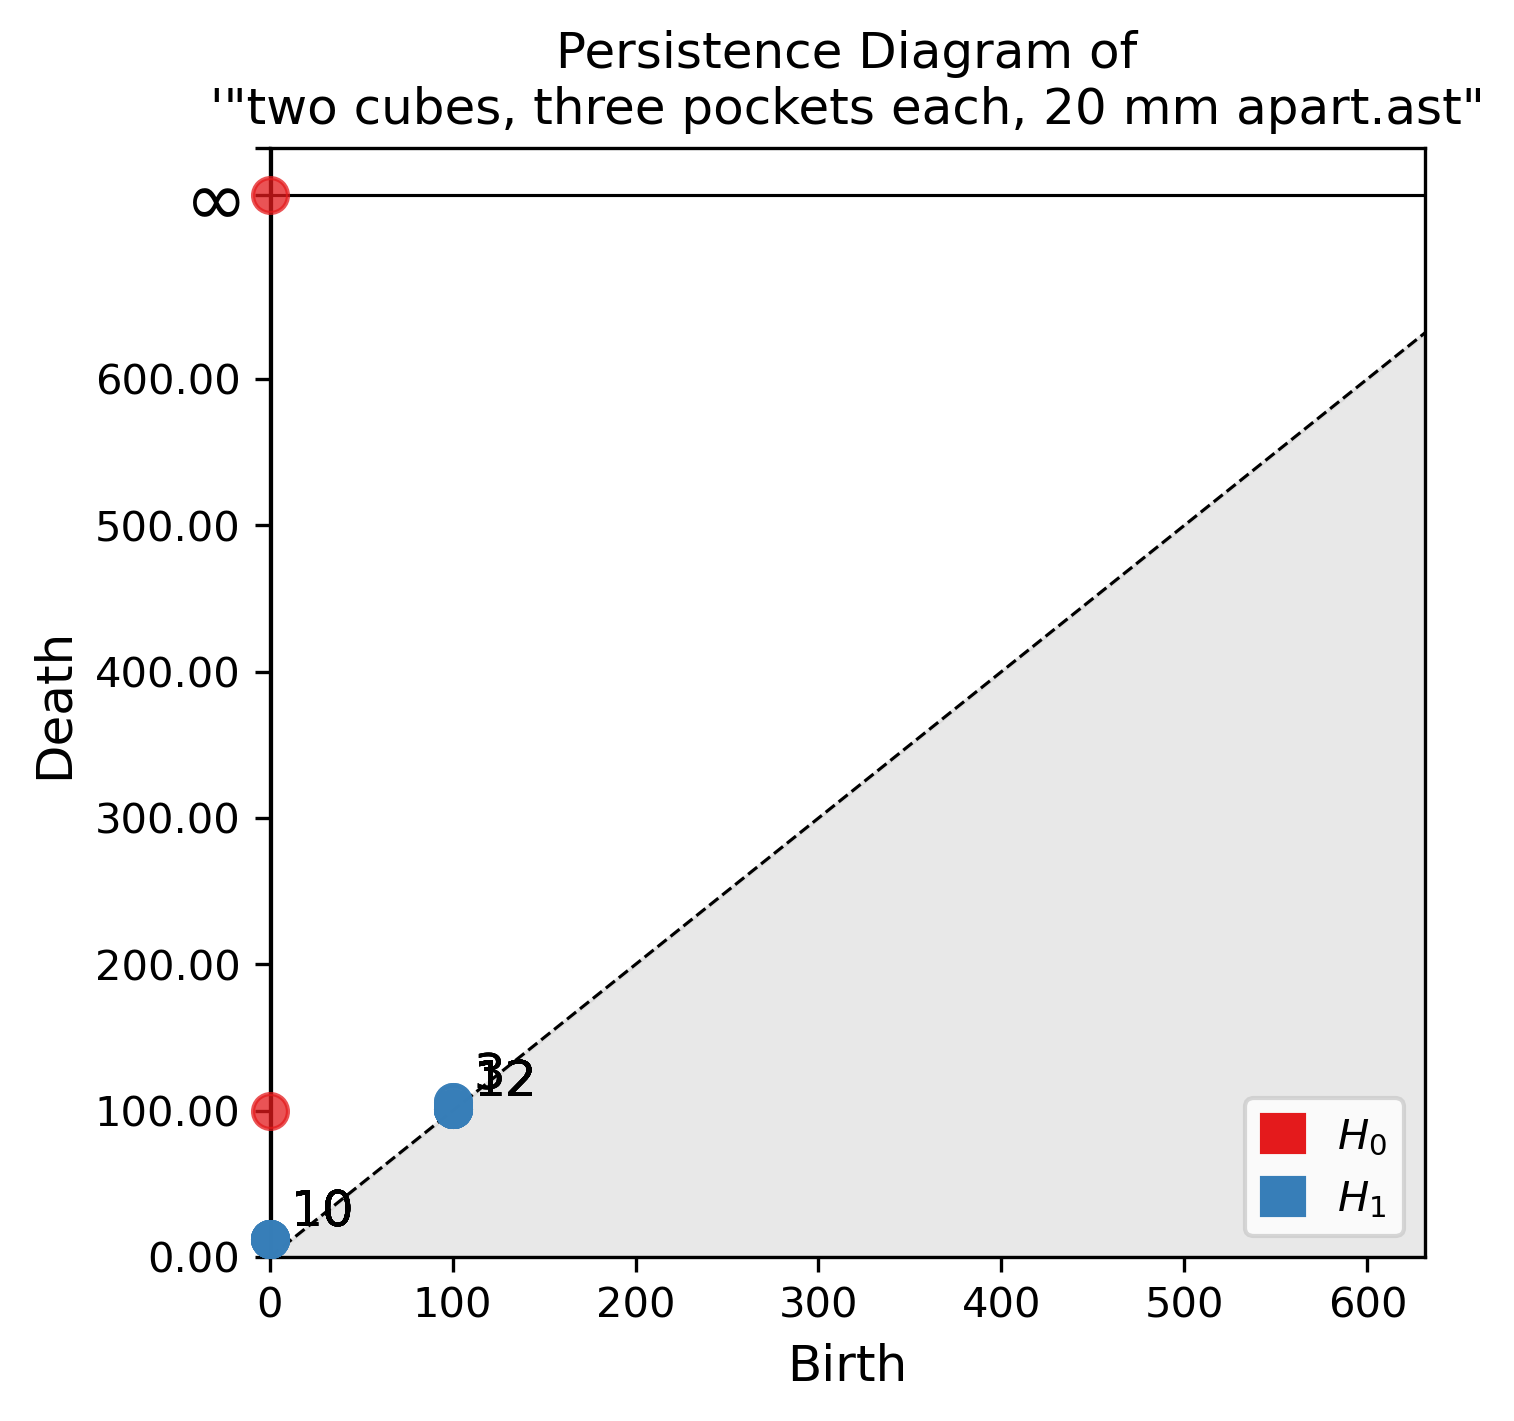 Persistence Diagram of
'"two cubes, three pockets each, 20 mm apart.ast"
∞
600.00
500.00
400.00
300.00
200.00
100.00
0.00
Death
3
12
10
H0
H1
0 100 200 300 400 500 600
Birth